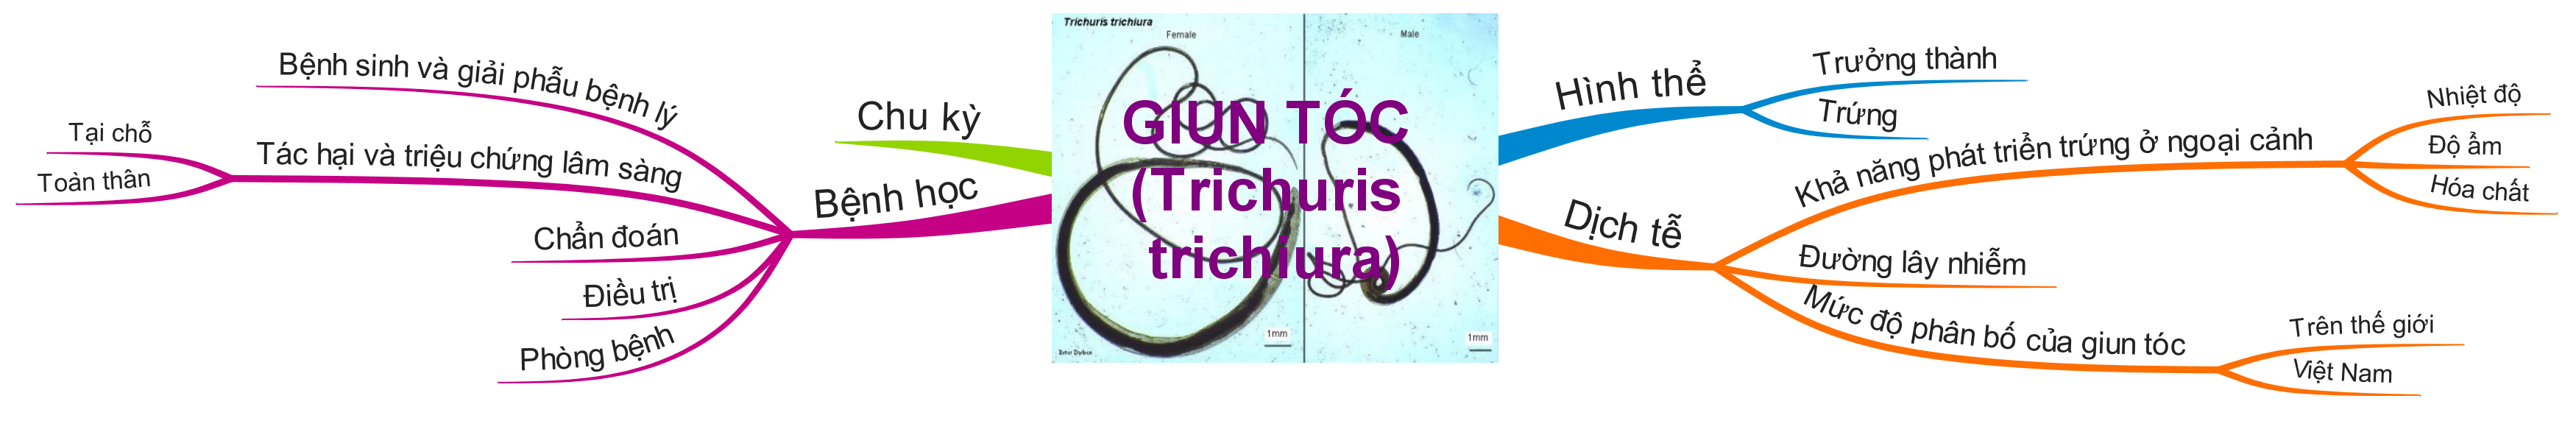 Trichuris trichiura
Female
Male
GIUN TÓC
(Trichuris
trichiura)
1mm
1mm
Hình thể
Trưởng thành
Trứng
Dịch tễ
Khả năng phát triển trứng ở ngoại cảnh
Nhiệt độ
Độ ẩm
Hóa chất
Đường lây nhiễm
Mức độ phân bố của giun tóc
Trên thế giới
Việt Nam
Chu kỳ
Bệnh học
Bệnh sinh và giải phẫu bệnh lý
Tác hại và triệu chứng lâm sàng
Tại chỗ
Toàn thân
Chẩn đoán
Điều trị
Phòng bệnh